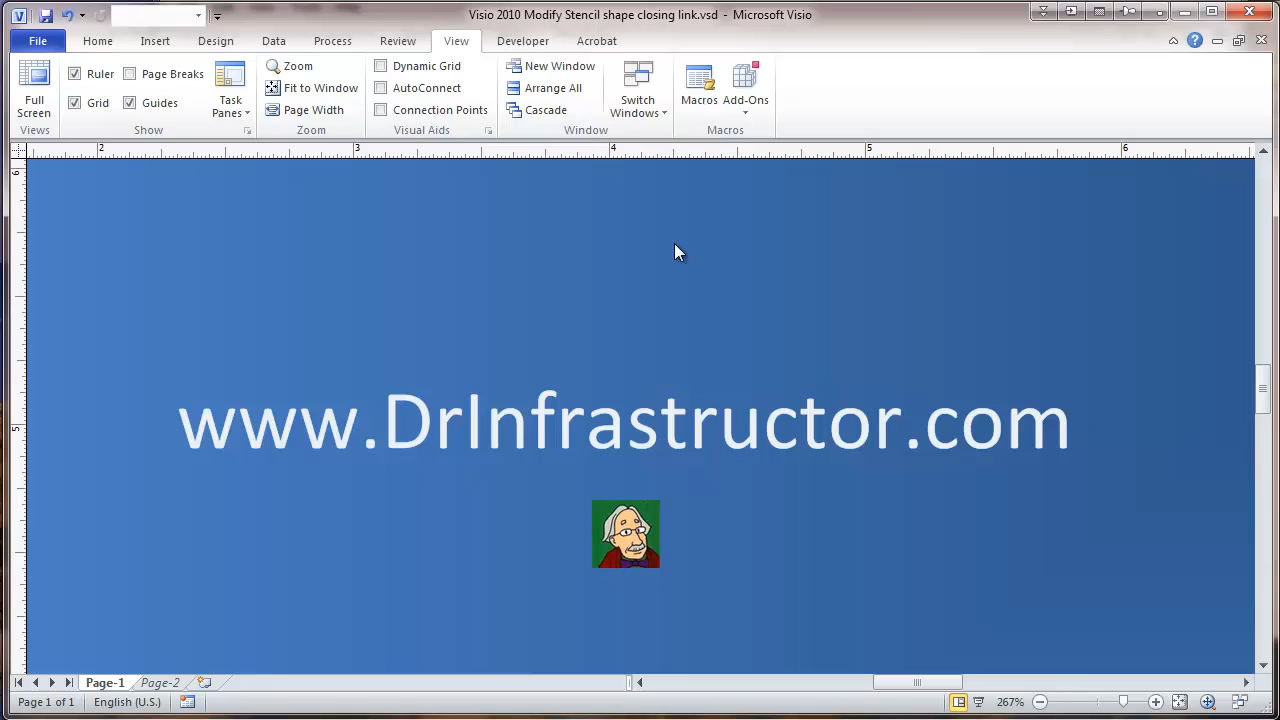 Visio 2010 Modify Stencil shape closing link.vsd - Microsoft Visio
File Home Insert Design Data Process Review View Developer Acrobat
Full Screen
Views
Ruler Page Breaks
Grid Guides
Task Panes
Show
Zoom
Fit to Window
Page Width
Zoom
Dynamic Grid
AutoConnect
Connection Points
Visual Aids
New Window
Arrange All
Cascade
Switch Windows
Window
Macros Add-Ons
Macros
2 3 4 5 6
6
5
www.DrInfrastructor.com
Page-1 Page-2
Page 1 of 1 English (U.S.) 267%